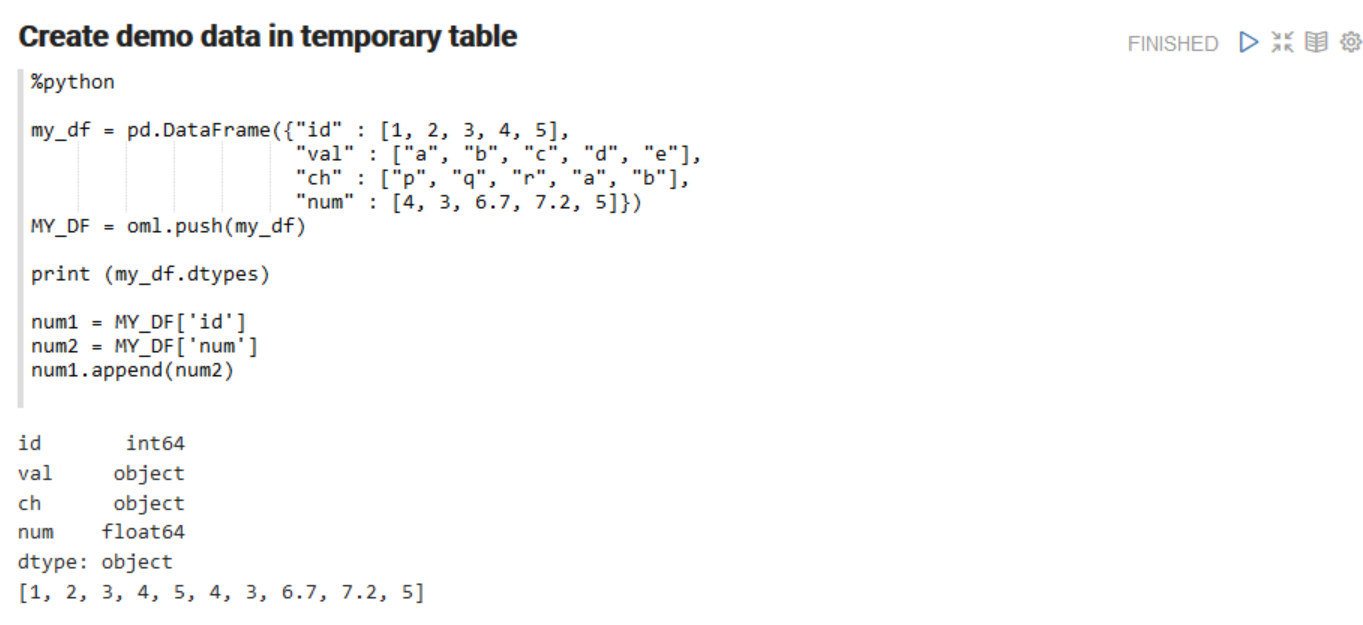 Create demo data in temporary table
FINISHED
%python
my_df = pd.DataFrame({"id" : [1, 2, 3, 4, 5],
"val" : ["a", "b", "c", "d", "e"],
"ch" : ["p", "q", "r", "a", "b"],
"num" : [4, 3, 6.7, 7.2, 5]})
MY_DF = oml.push(my_df)
print (my_df.dtypes)
num1 = MY_DF['id']
num2 = MY_DF['num']
num1.append(num2)
id int64
val object
ch object
num float64
dtype: object
[1, 2, 3, 4, 5, 4, 3, 6.7, 7.2, 5]